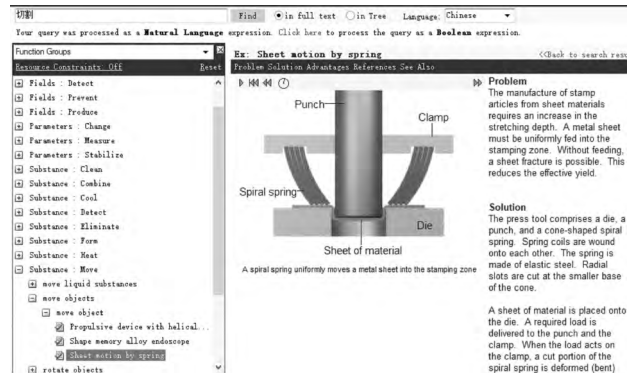 切割
Find
in full text
in Tree
Language:
Chinese
Your query was processed as a Natural Language expression. Click here to process the query as a Boolean expression.
Function Groups
Resource Constraints: Off
Reset
Fields : Detect
Fields : Prevent
Fields : Produce
Parameters : Change
Parameters : Measure
Parameters : Stabilize
Substance : Clean
Substance : Combine
Substance : Cool
Substance : Detect
Substance : Eliminate
Substance : Form
Substance : Heat
Substance : Move
move liquid substances
move objects
move object
Propulsive device with helical...
Shape memory alloy endoscope
Sheet motion by spring
rotate objects
Ex: Sheet motion by spring
<<Back to search resu
Problem Solution Advantages References See Also
Punch
Clamp
Spiral spring
Die
Sheet of material
A spiral spring uniformly moves a metal sheet into the stamping zone
Problem
The manufacture of stamp
articles from sheet materials
requires an increase in the
stretching depth. A metal sheet
must be uniformly fed into the
stamping zone. Without feeding,
a sheet fracture is possible. This
reduces the effective yield.
Solution
The press tool comprises a die, a
punch, and a cone-shaped spiral
spring. Spring coils are wound
onto each other. The spring is
made of elastic steel. Radial
slots are cut at the smaller base
of the cone.
A sheet of material is placed onto
the die. A required load is
delivered to the punch and the
clamp. When the load acts on
the clamp, a cut portion of the
spiral spring is deformed (bent)